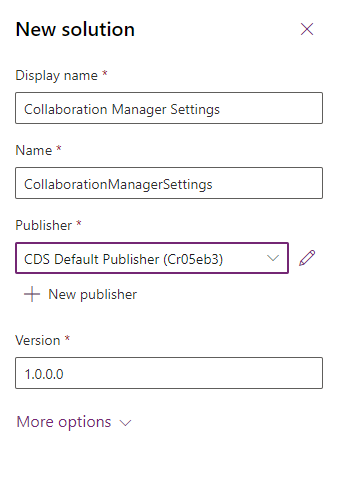 New solution
Display name *
Collaboration Manager Settings
Name *
CollaborationManagerSettings
Publisher *
CDS Default Publisher (Cr05eb3)
New publisher
Version *
1.0.0.0
More options